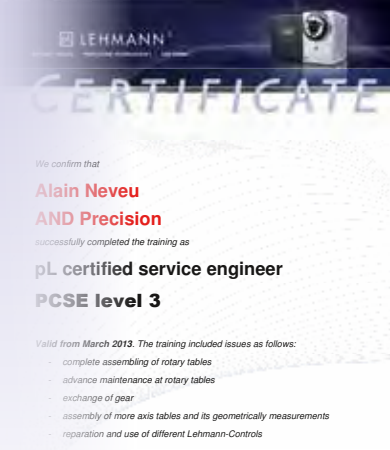 LEHMANN
CERTIFICATE
We confirm that
Alain Neveu
AND Precision
successfully completed the training as
pL certified service engineer
PCSE level 3
Valid from March 2013. The training included issues as follows:
- complete assembling of rotary tables
- advance maintenance at rotary tables
- exchange of gear
- assembly of more axis tables and its geometrically measurements
- reparation and use of different Lehmann-Controls